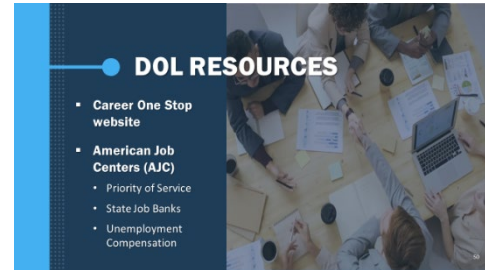 DOL RESOURCES
▪ Career One Stop
website
▪ American Job
Centers (AJC)
• Priority of Service
• State Job Banks
• Unemployment
Compensation